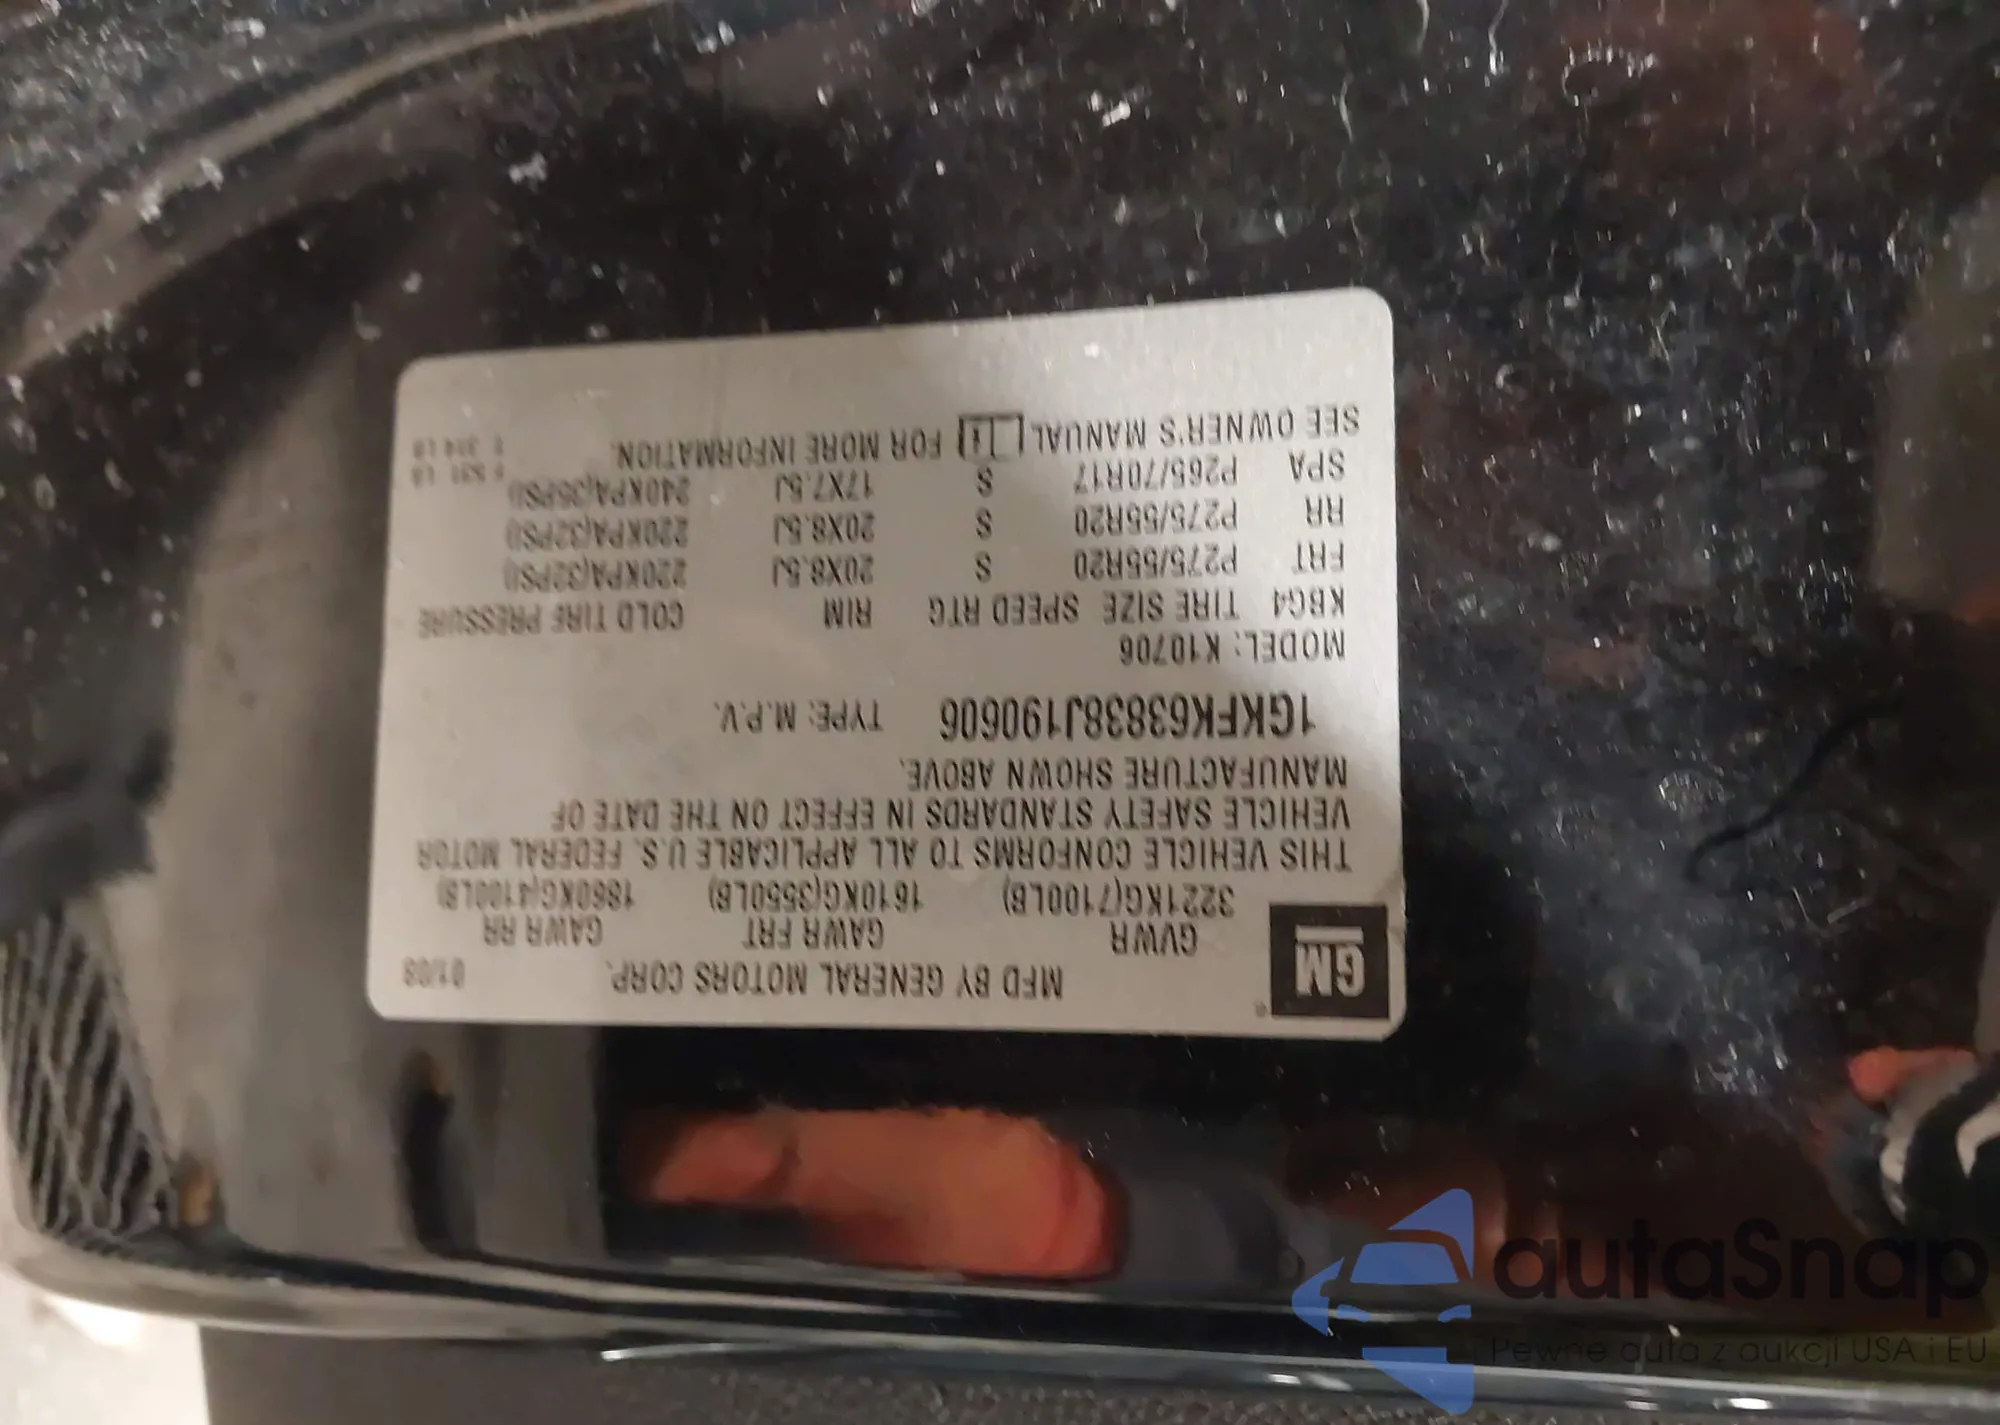 GM ®
MFD BY GENERAL MOTORS CORP. 01/08
GVWR GAWR FRT GAWR RR
3221KG(7100LB) 1610KG(3550LB) 1860KG(4100LB)
THIS VEHICLE CONFORMS TO ALL APPLICABLE U.S. FEDERAL MOTOR
VEHICLE SAFETY STANDARDS IN EFFECT ON THE DATE OF
MANUFACTURE SHOWN ABOVE.
1GKFK63838J190606 TYPE: M.P.V.
MODEL: K10706
KBG4 TIRE SIZE SPEED RTG RIM COLD TIRE PRESSURE
FRT P275/55R20 S 20X8.5J 220KPA(32PSI)
RR P275/55R20 S 20X8.5J 220KPA(32PSI)
SPA P265/70R17 S 17X7.5J 240KPA(35PSI)
SEE OWNER'S MANUAL FOR MORE INFORMATION.
autaSnap
Pewne auta z aukcji USA i EU